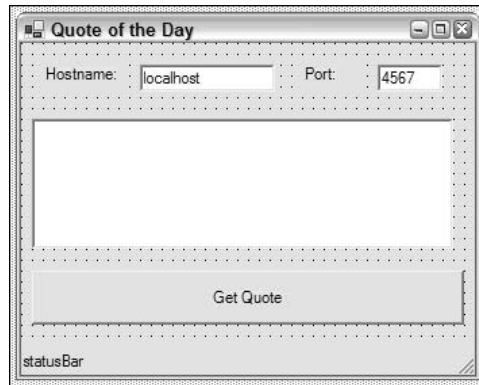 Quote of the Day
Hostname: localhost Port: 4567
Get Quote
statusBar